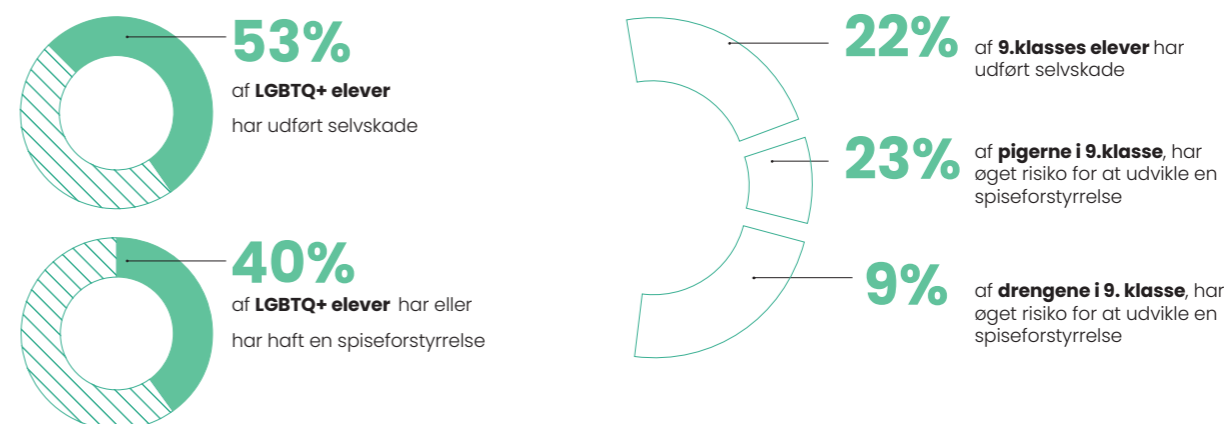 53%
af LGBTQ+ elever
har udført selvskade
40%
af LGBTQ+ elever har eller
har haft en spiseforstyrrelse
22%
af 9.klasses elever har
udført selvskade
23%
af pigerne i 9.klasse, har
øget risiko for at udvikle en
spiseforstyrrelse
9%
af drengene i 9. klasse, har
øget risiko for at udvikle en
spiseforstyrrelse